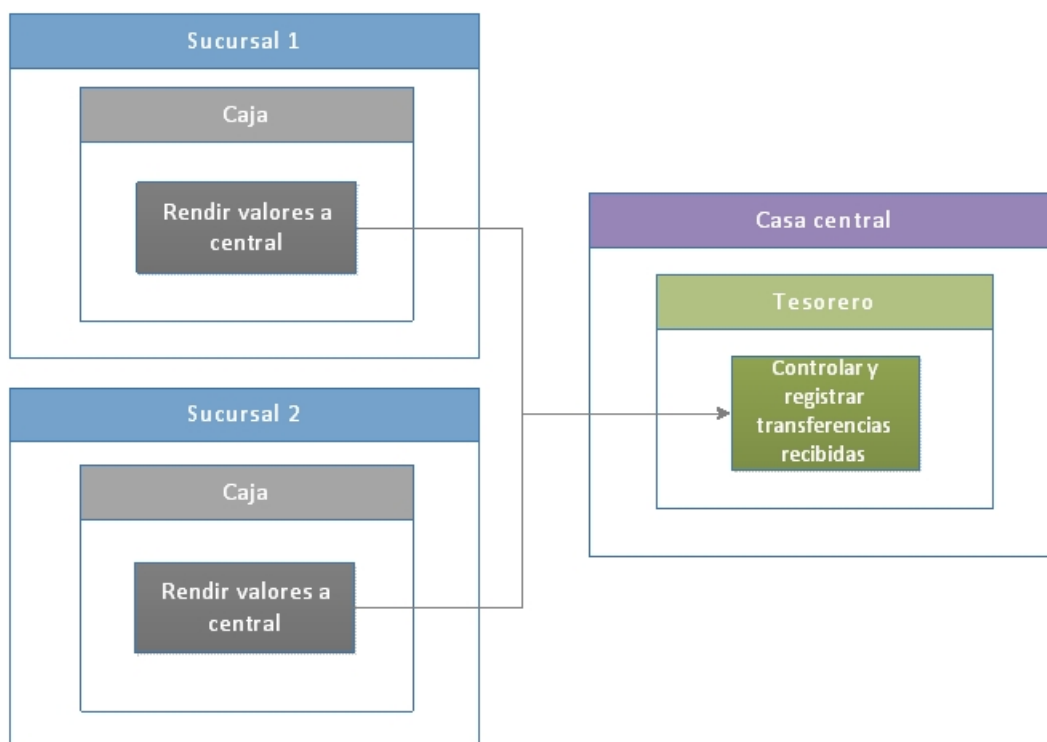 Sucursal 1
Caja
Rendir valores a
central
Sucursal 2
Caja
Rendir valores a
central
Casa central
Tesorero
Controlar y
registrar
transferencias
recibidas